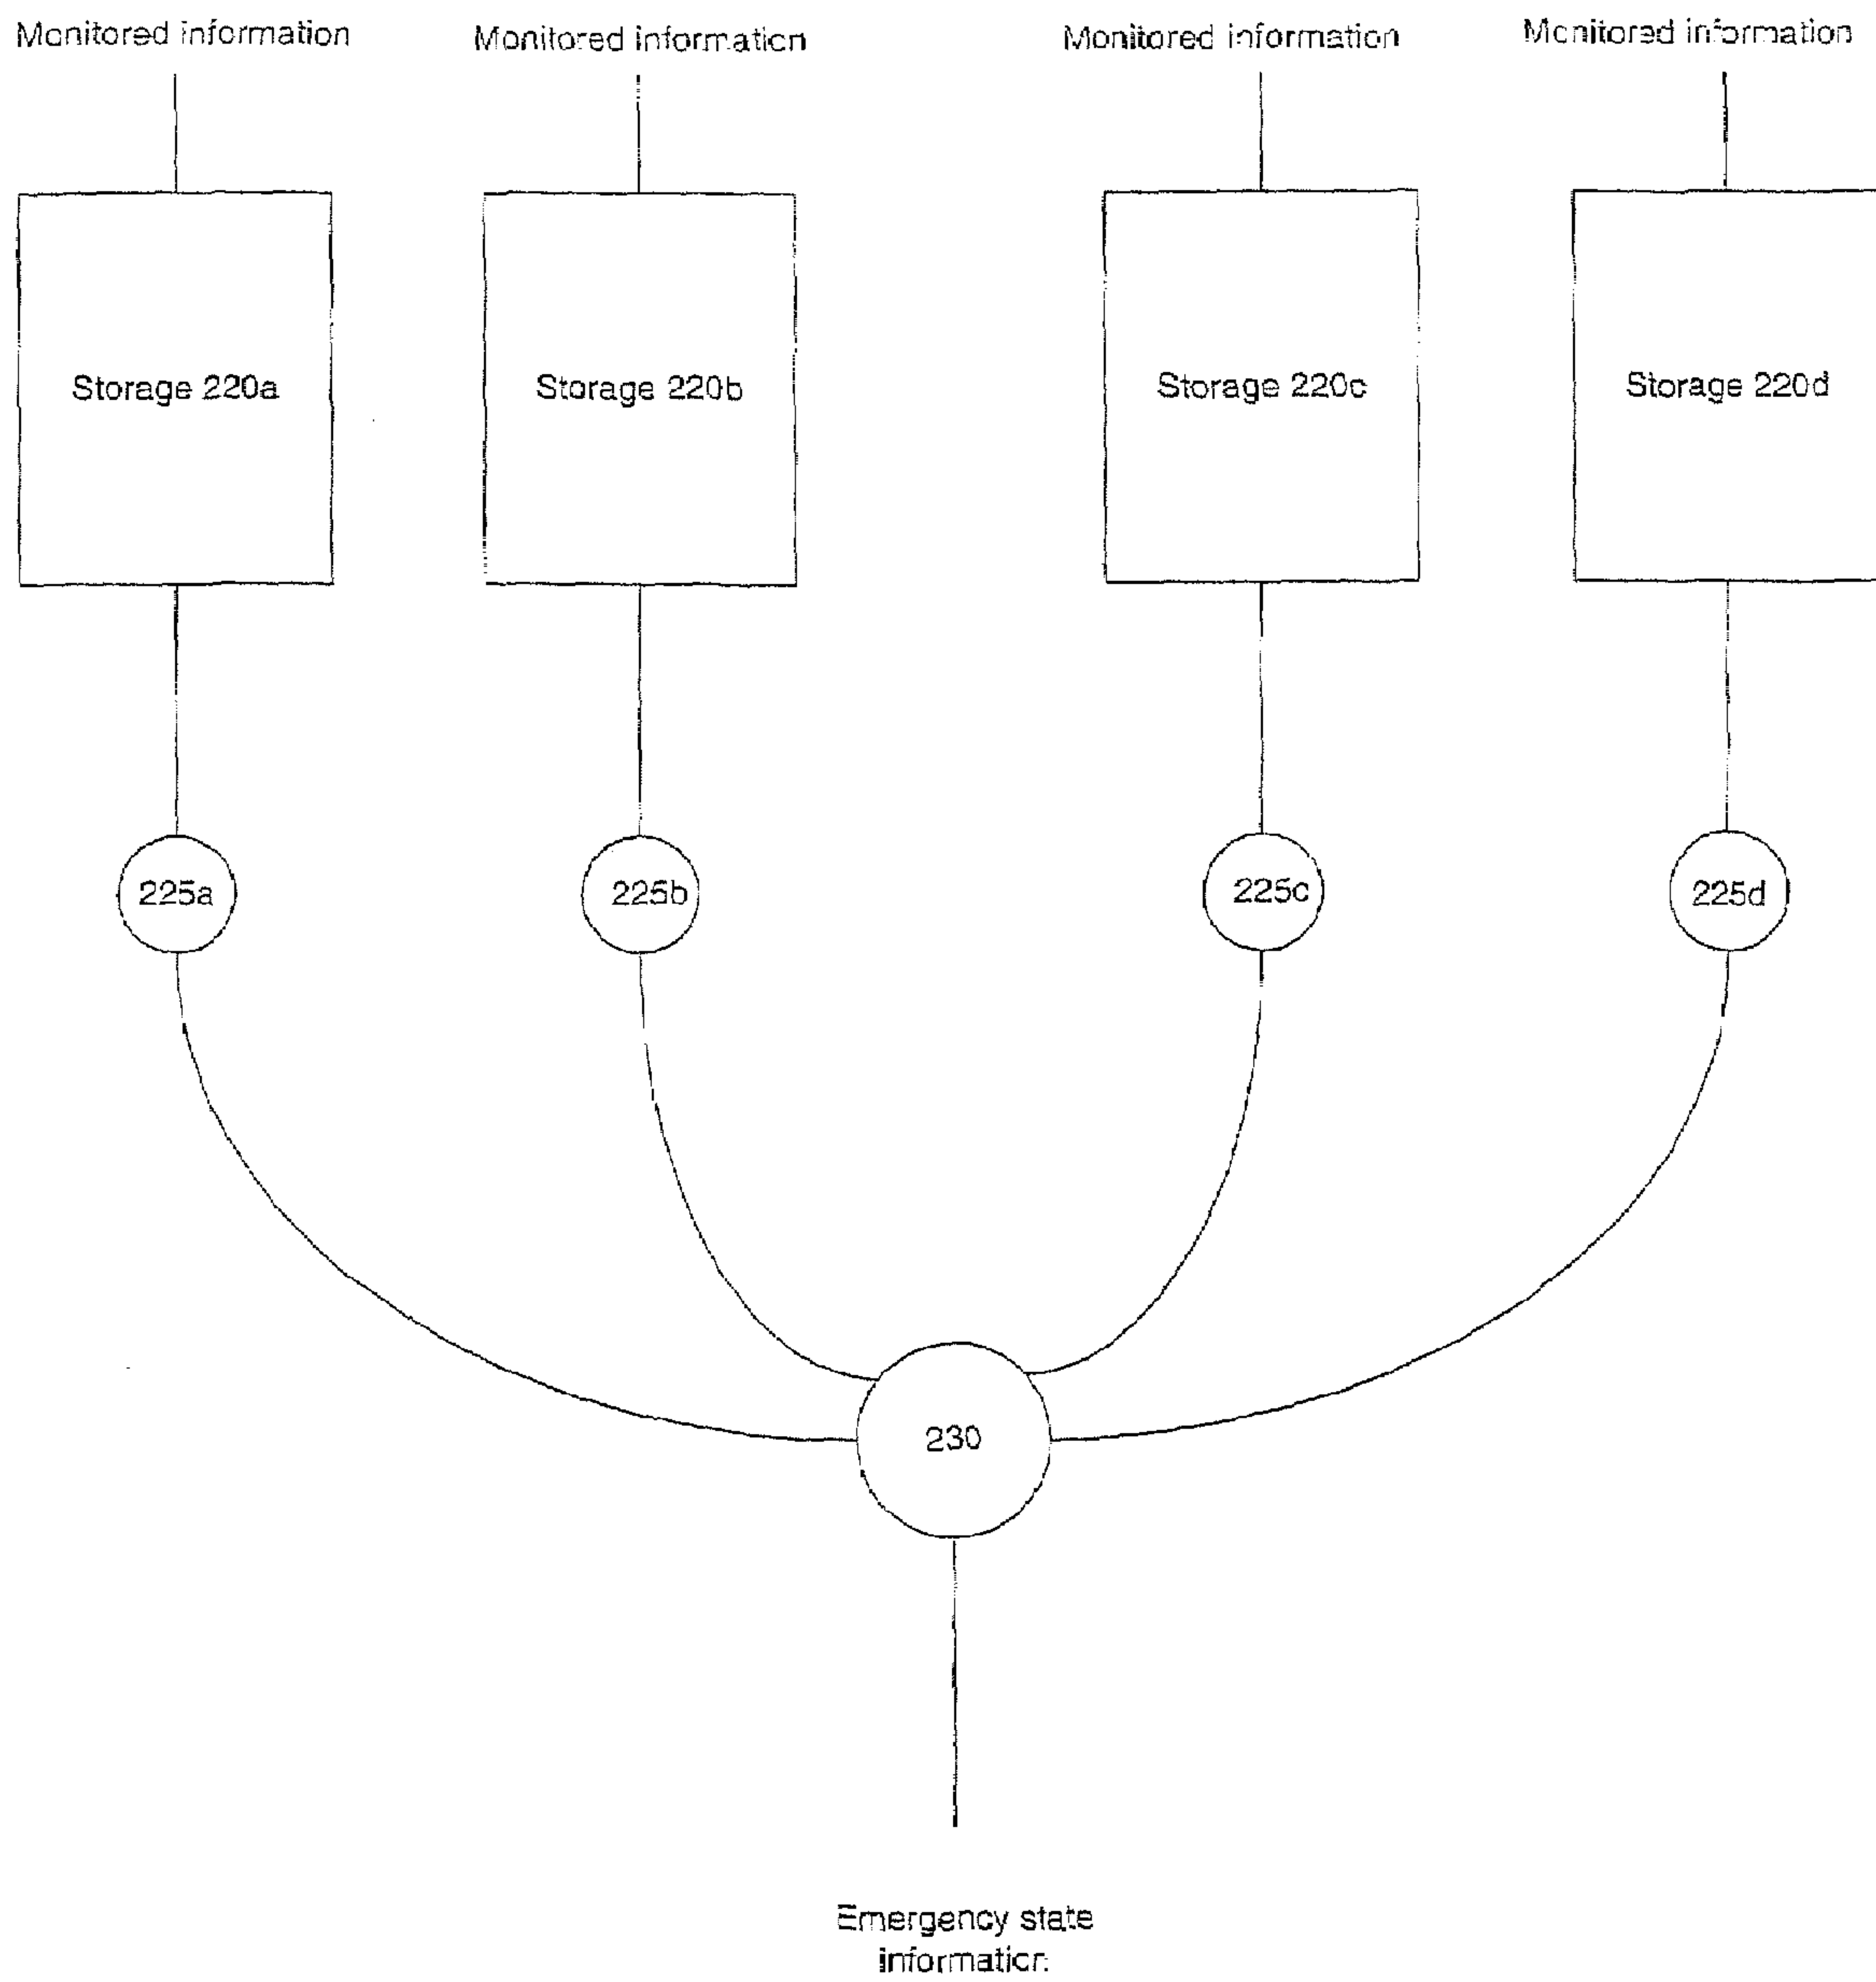 Monitored information
Monitored information
Monitored information
Monitored information
Storage 220a
Storage 220b
Storage 220c
Storage 220d
225a
225b
225c
225d
230
Emergency state
information